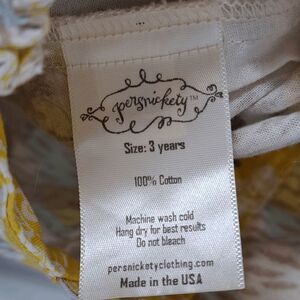 persnickety™
Size: 3 years
100% Cotton
Machine wash cold
Hang dry for best results
Do not bleach
persnicketyclothing.com
Made in the USA